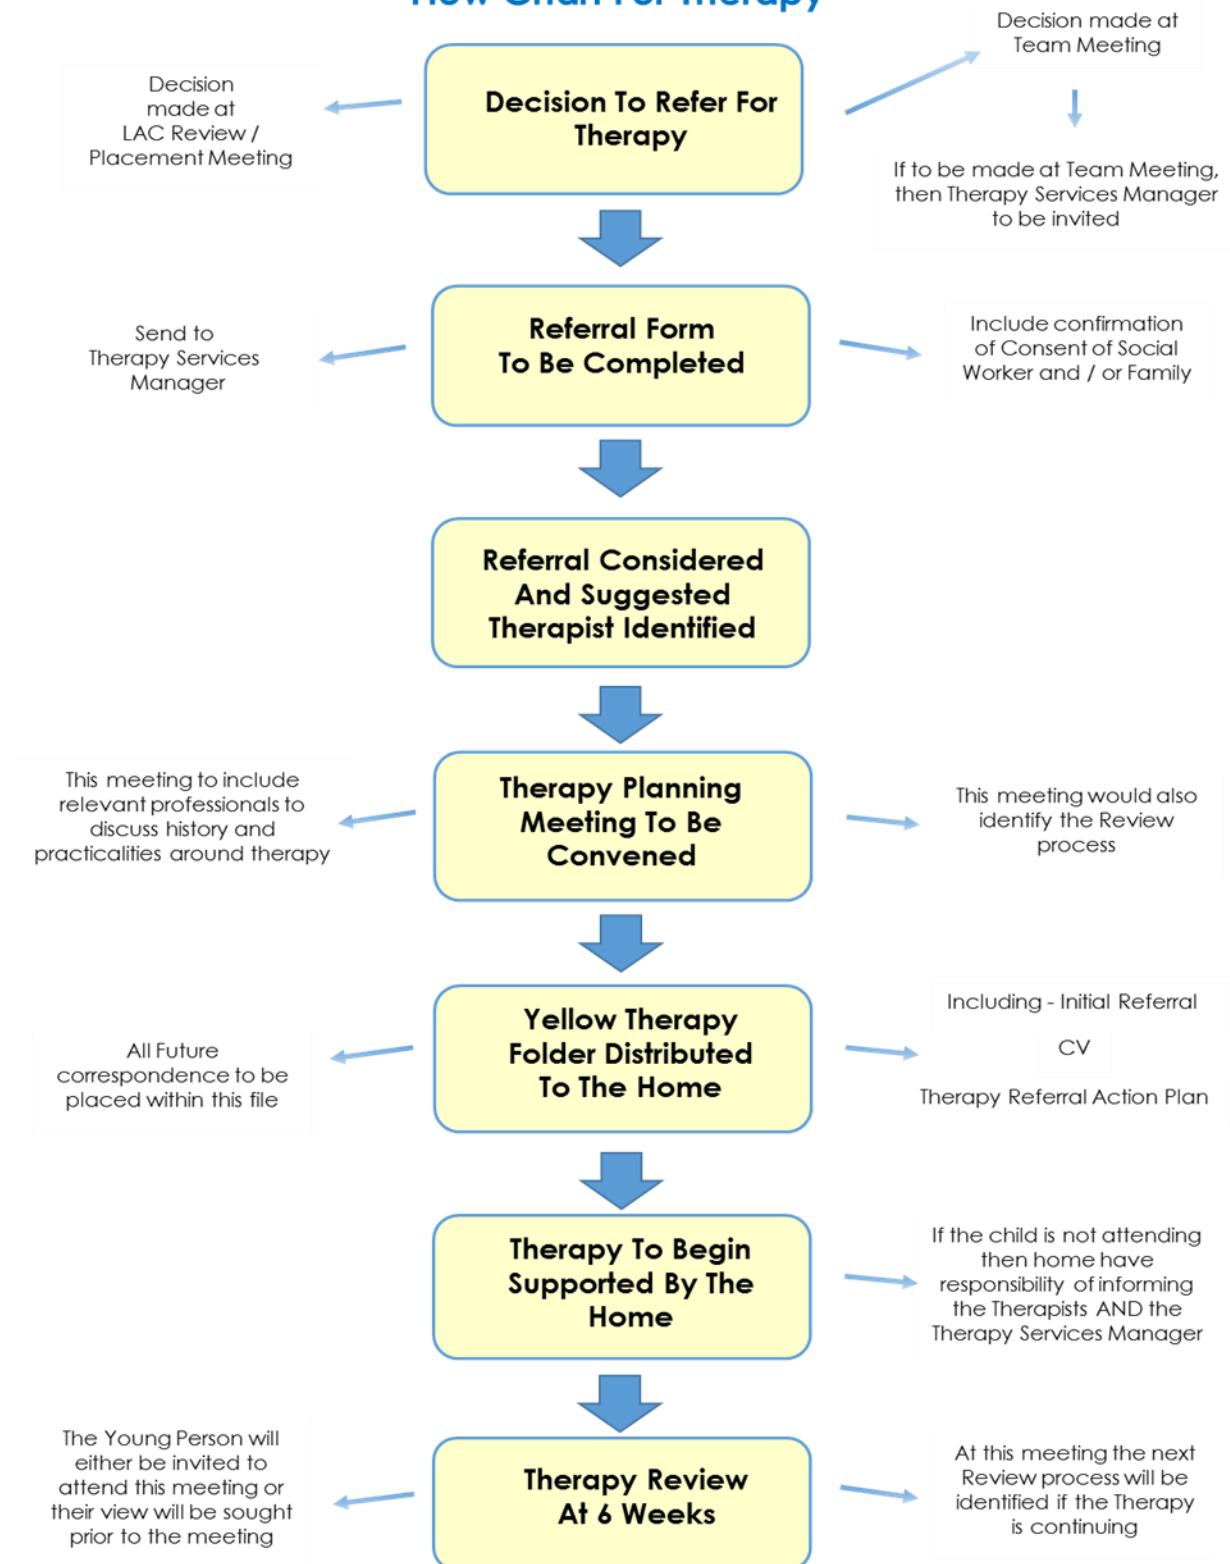 Flow Chart For Therapy
Decision made at
Team Meeting
Decision
made at
LAC Review /
Placement Meeting
Decision To Refer For
Therapy
If to be made at Team Meeting,
then Therapy Services Manager
to be invited
Send to
Therapy Services
Manager
Referral Form
To Be Completed
Include confirmation
of Consent of Social
Worker and / or Family
Referral Considered
And Suggested
Therapist Identified
This meeting to include
relevant professionals to
discuss history and
practicalities around therapy
Therapy Planning
Meeting To Be
Convened
This meeting would also
identify the Review
process
All Future
correspondence to be
placed within this file
Yellow Therapy
Folder Distributed
To The Home
Including - Initial Referral
CV
Therapy Referral Action Plan
Therapy To Begin
Supported By The
Home
If the child is not attending
then home have
responsibility of informing
the Therapists AND the
Therapy Services Manager
The Young Person will
either be invited to
attend this meeting or
their view will be sought
prior to the meeting
Therapy Review
At 6 Weeks
At this meeting the next
Review process will be
identified if the Therapy
is continuing